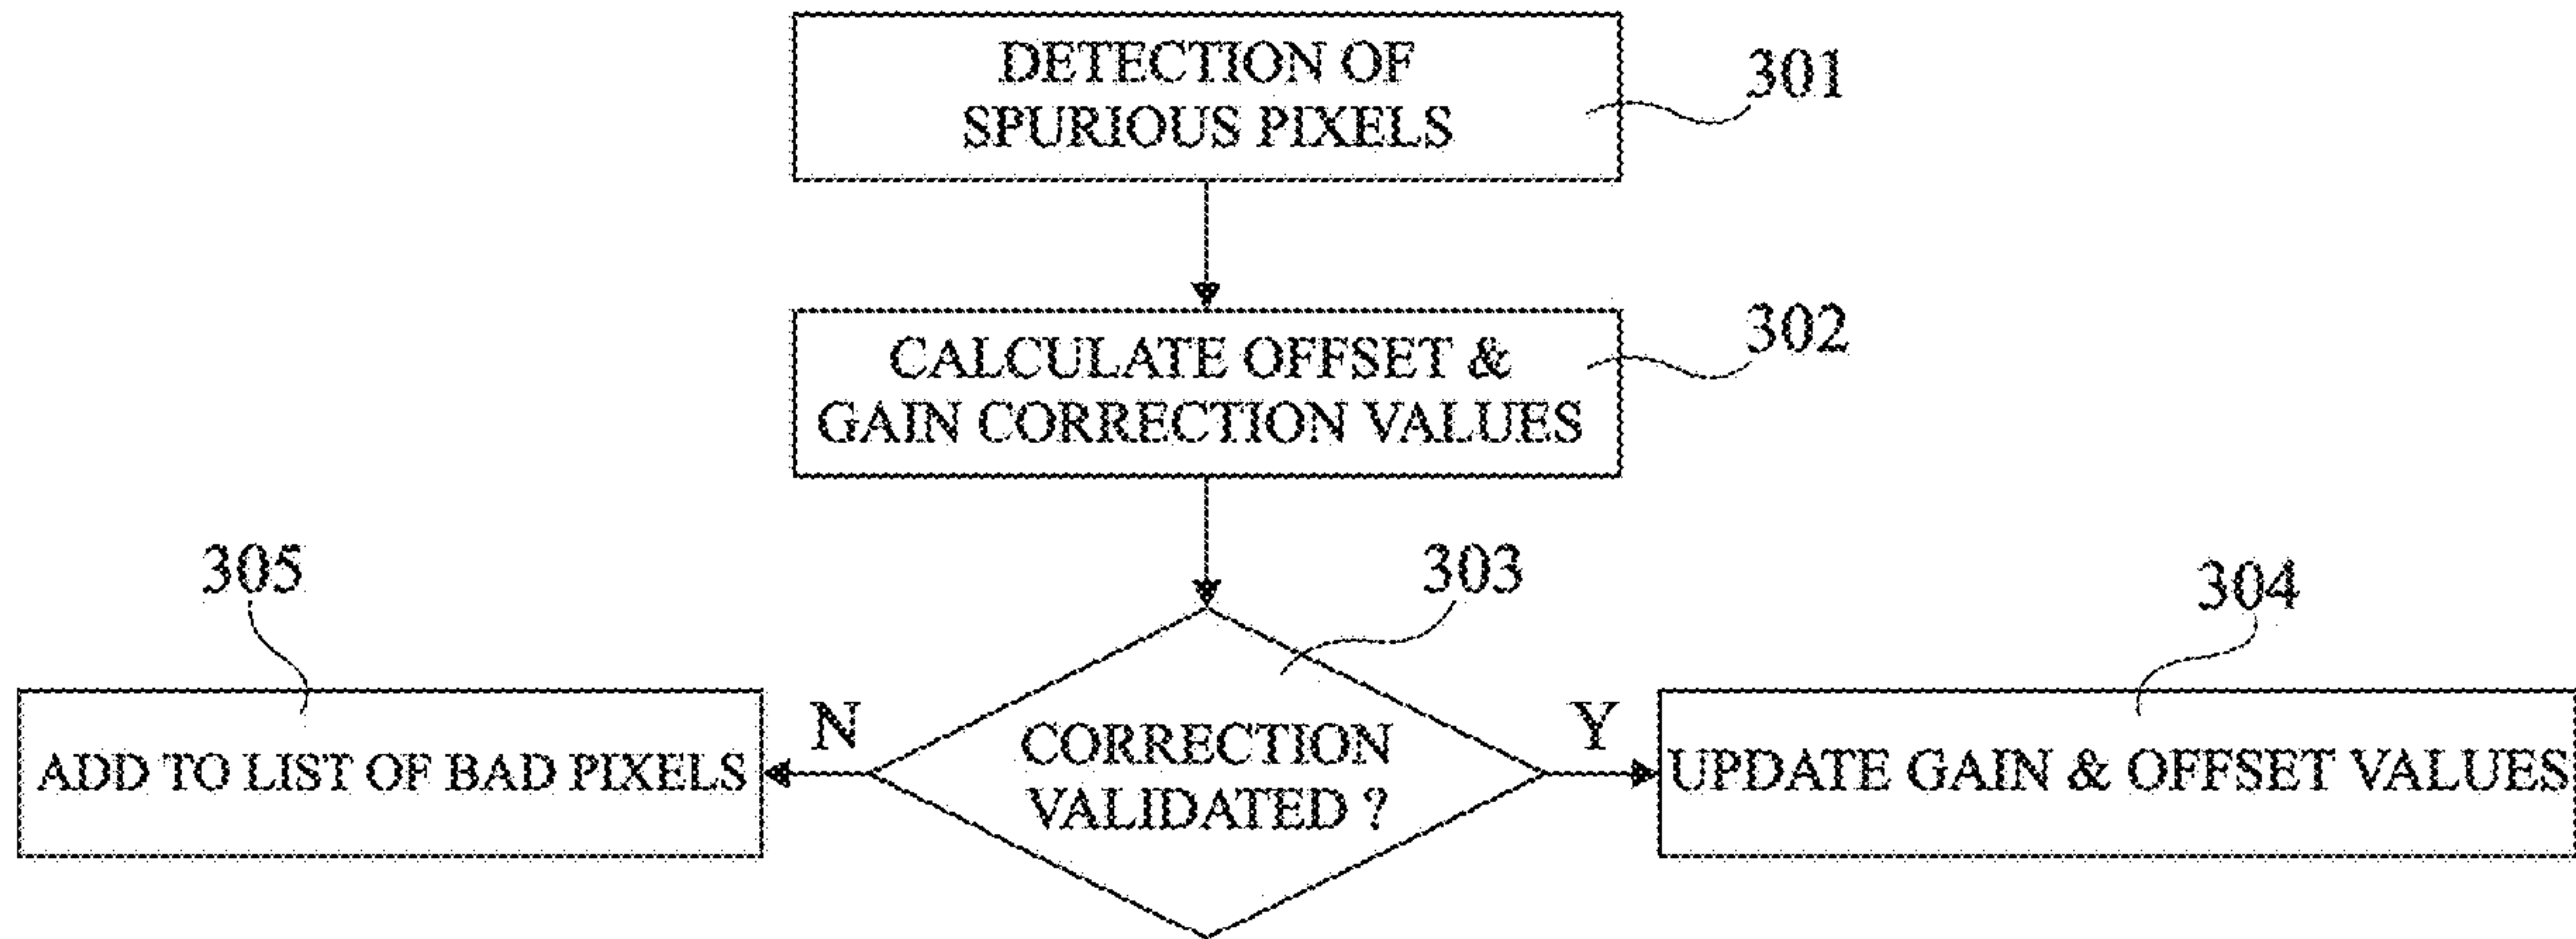 DETECTION OF
SPURIOUS PIXELS
301
CALCULATE OFFSET &
GAIN CORRECTION VALUES
302
303
CORRECTION
VALIDATED ?
N
Y
305
ADD TO LIST OF BAD PIXELS
304
UPDATE GAIN & OFFSET VALUES